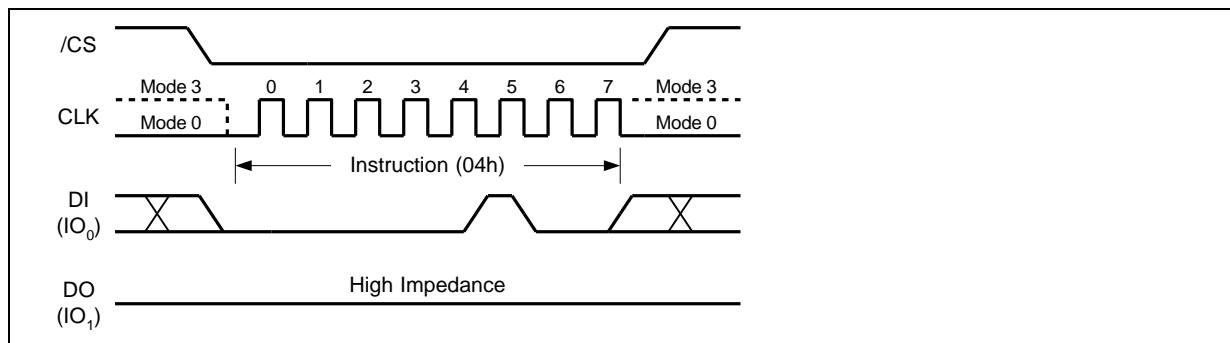 /CS
Mode 3 0 1 2 3 4 5 6 7 Mode 3
CLK
Mode 0 Mode 0
Instruction (04h)
DI
(IO₀)
High Impedance
DO
(IO₁)